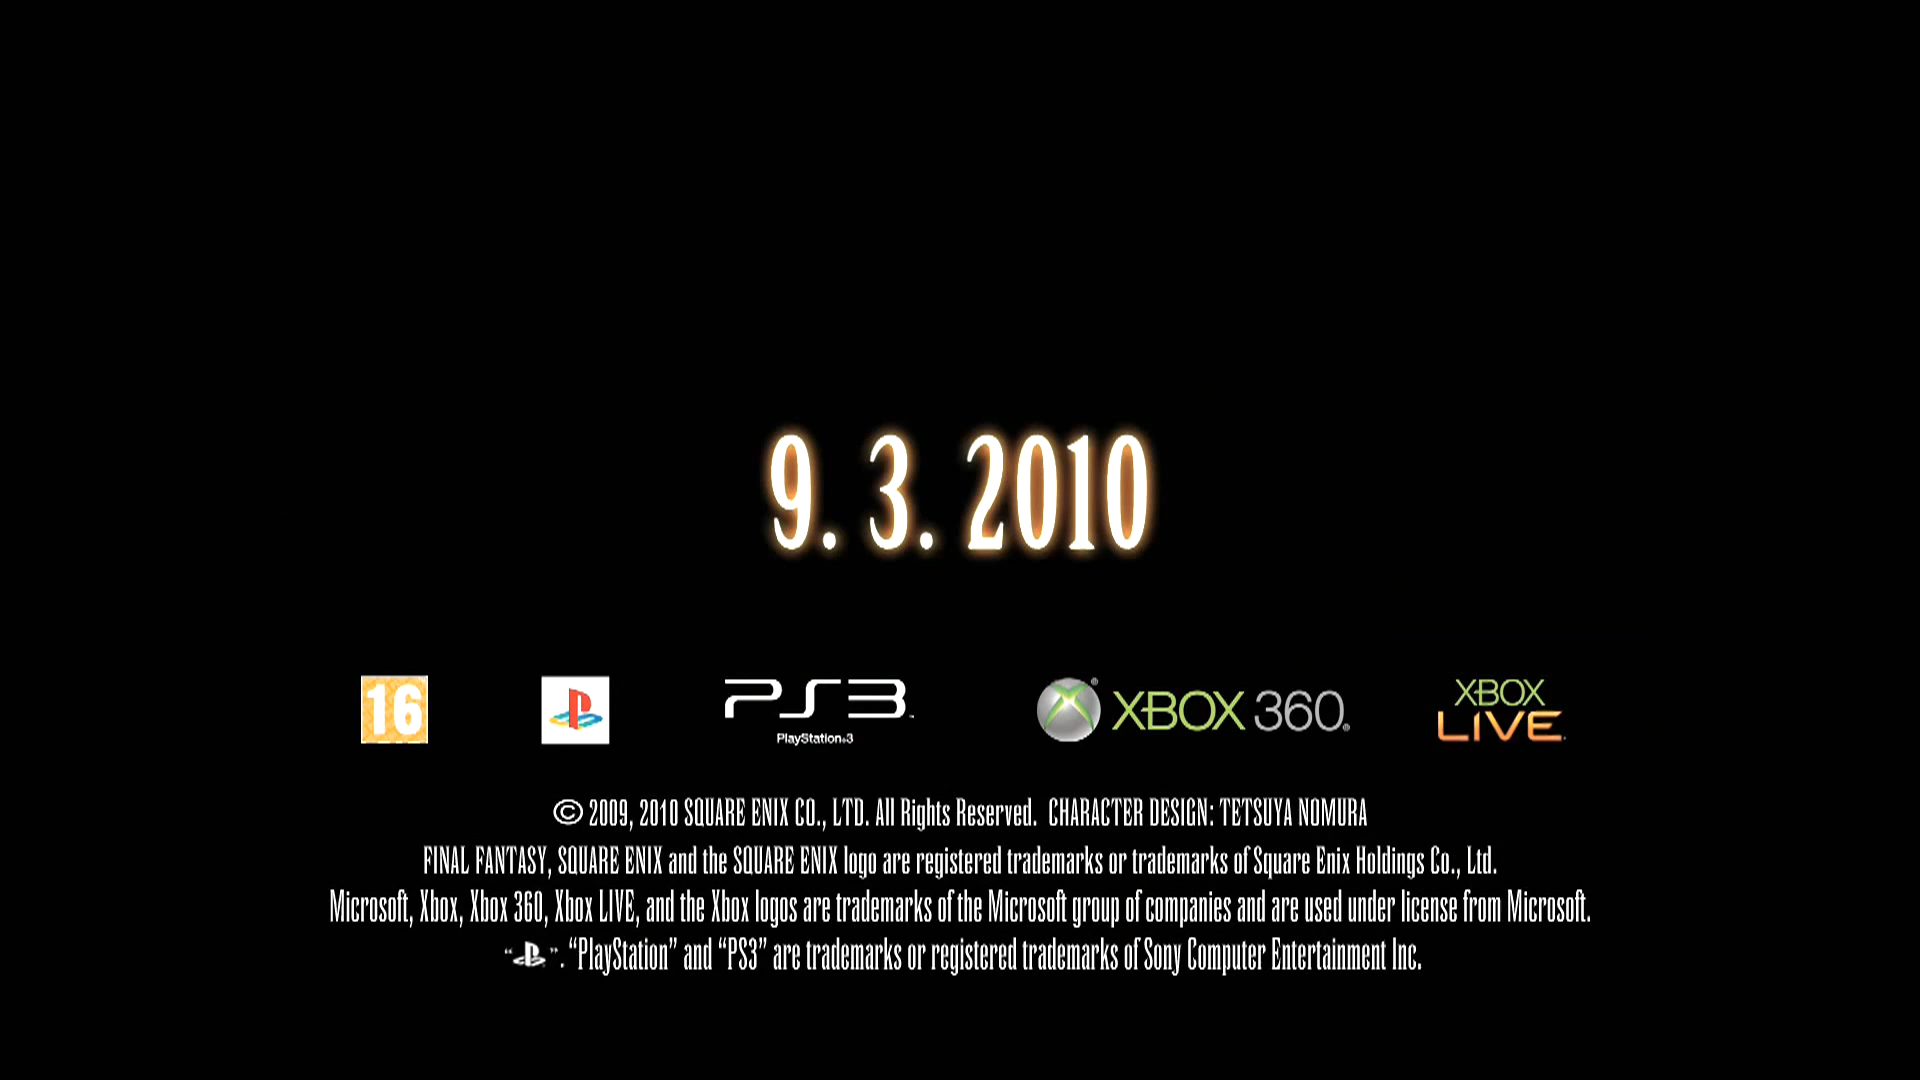 9. 3. 2010
16 PS3 XBOX 360 XBOX LIVE
PlayStation 3
© 2009, 2010 SQUARE ENIX CO., LTD. All Rights Reserved. CHARACTER DESIGN: TETSUYA NOMURA
FINAL FANTASY, SQUARE ENIX and the SQUARE ENIX logo are registered trademarks or trademarks of Square Enix Holdings Co., Ltd.
Microsoft, Xbox, Xbox 360, Xbox LIVE, and the Xbox logos are trademarks of the Microsoft group of companies and are used under license from Microsoft.
“ ”. “PlayStation” and “PS3” are trademarks or registered trademarks of Sony Computer Entertainment Inc.